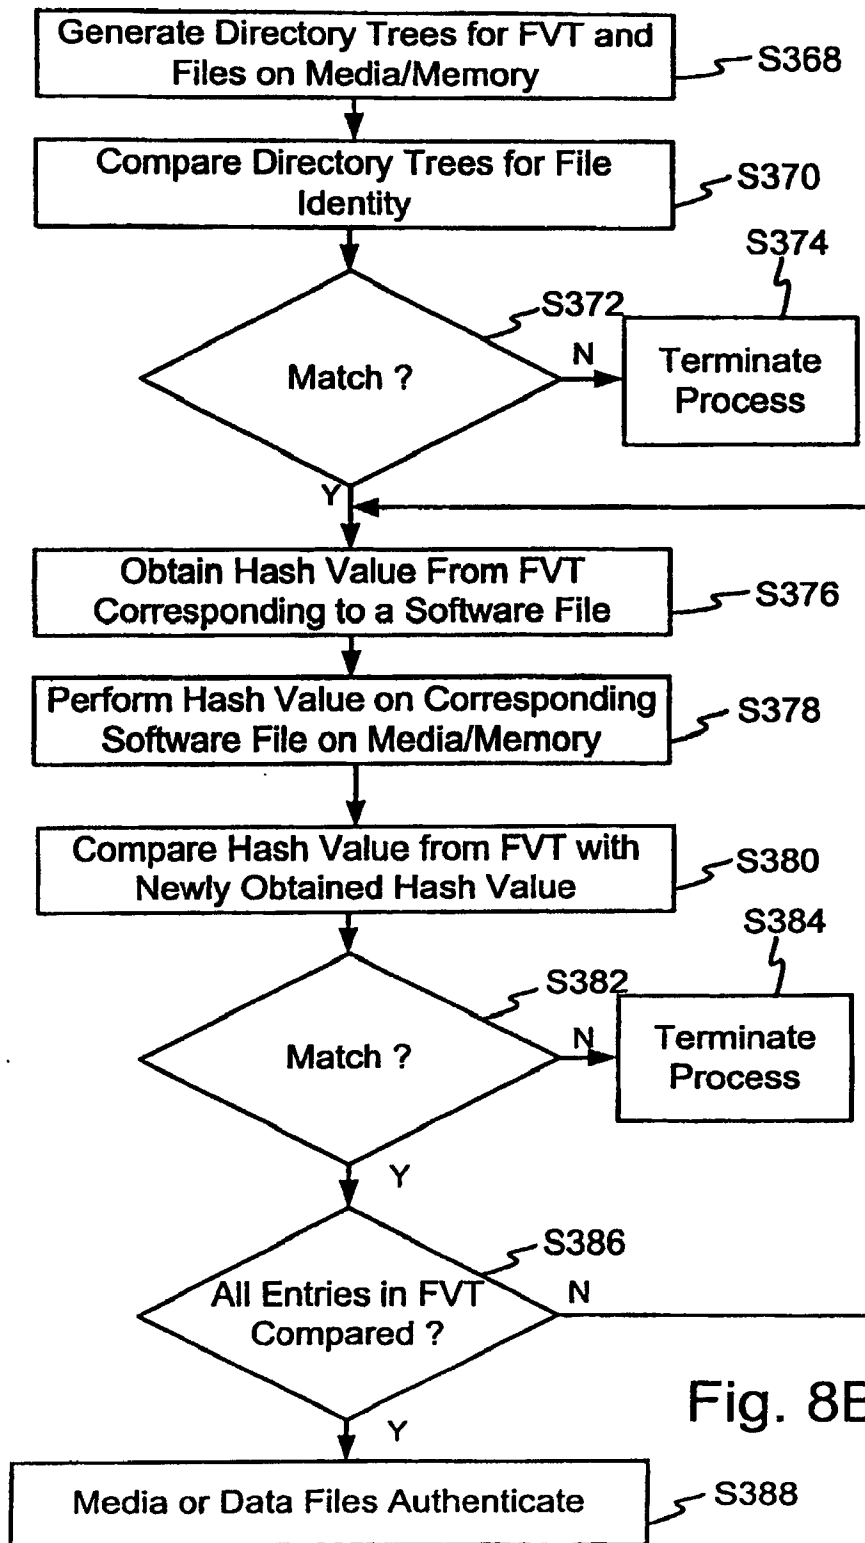 Generate Directory Trees for FVT and
Files on Media/Memory
S368
Compare Directory Trees for File
Identity
S370
S374
S372
Match ?
N
Terminate
Process
Y
Obtain Hash Value From FVT
Corresponding to a Software File
S376
Perform Hash Value on Corresponding
Software File on Media/Memory
S378
Compare Hash Value from FVT with
Newly Obtained Hash Value
S380
S384
S382
Match ?
N
Terminate
Process
Y
S386
All Entries in FVT
Compared ?
N
Fig. 8B
Y
Media or Data Files Authenticate
S388